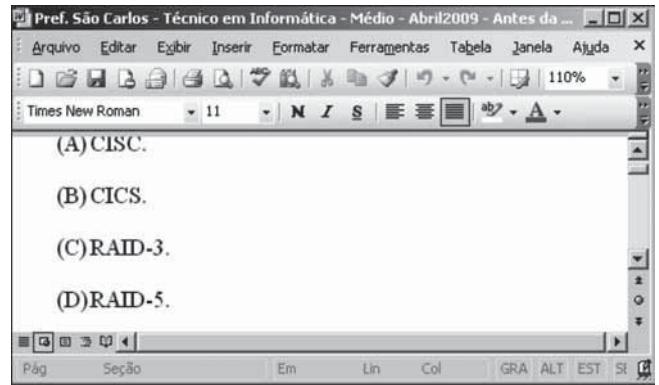 Pref. São Carlos - Técnico em Informática - Médio - Abril2009 - Antes da ...
Arquivo Editar Exibir Inserir Formatar Ferramentas Tabela Janela Ajuda
110%
Times New Roman 11 N I S ab A
(A) CISC.
(B) CICS.
(C) RAID-3.
(D) RAID-5.
Pág Seção Em Lin Col GRA ALT EST SE